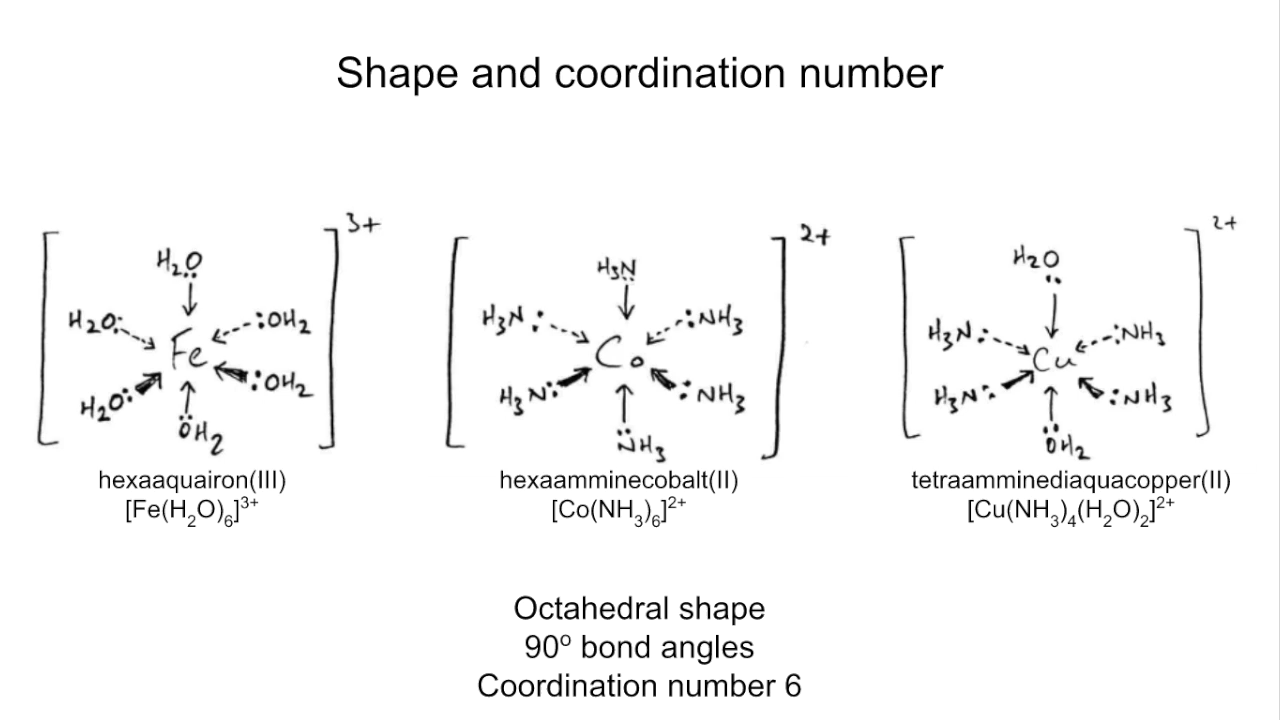 Shape and coordination number
3+
H₂O
H₂O: :OH₂
Fe
H₂O: :OH₂
ÖH₂
hexaaquairon(III)
[Fe(H₂O)₆]³⁺
2+
H₃N
H₃N: :NH₃
Co
H₃N: :NH₃
N̈H₃
hexaamminecobalt(II)
[Co(NH₃)₆]²⁺
2+
H₂O
H₃N: :NH₃
Cu
H₃N: :NH₃
ÖH₂
tetraamminediaquacopper(II)
[Cu(NH₃)₄(H₂O)₂]²⁺
Octahedral shape
90º bond angles
Coordination number 6